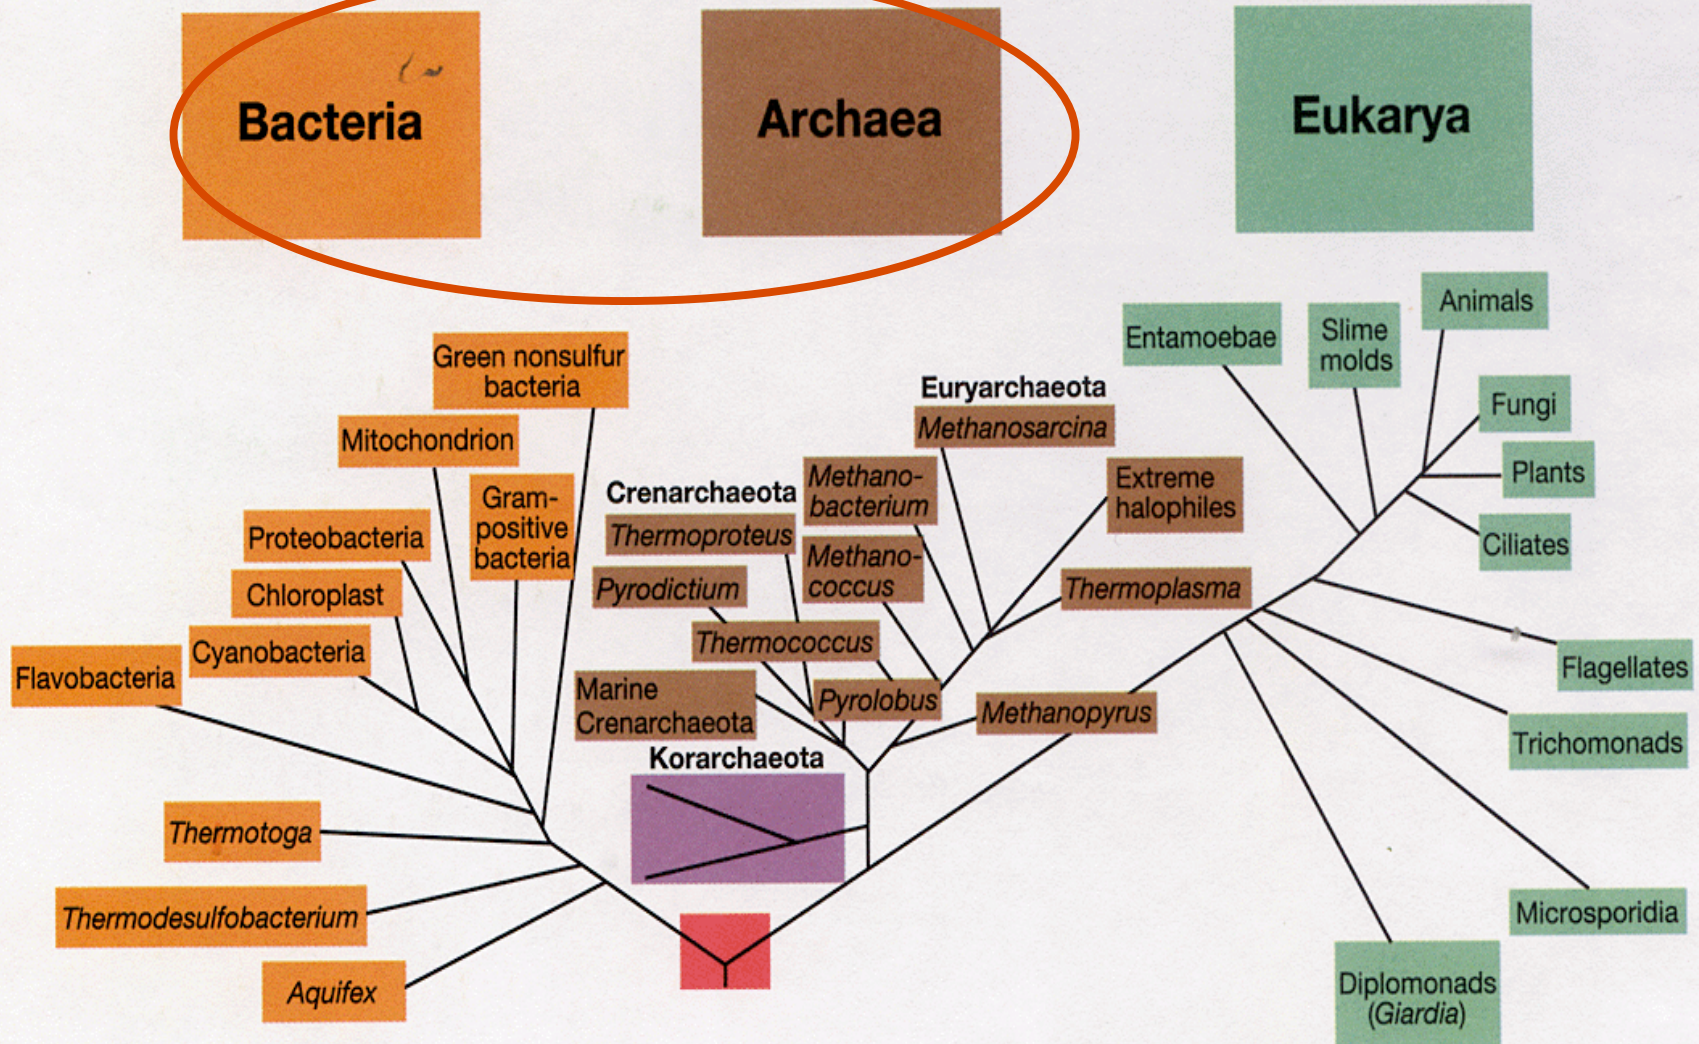 Bacteria
Archaea
Eukarya
Animals
Entamoebae
Slime
molds
Green nonsulfur
bacteria
Euryarchaeota
Fungi
Methanosarcina
Mitochondrion
Plants
Crenarchaeota
Methano-
bacterium
Extreme
halophiles
Gram-
positive
bacteria
Proteobacteria
Thermoproteus
Ciliates
Methano-
coccus
Chloroplast
Pyrodictium
Thermoplasma
Cyanobacteria
Thermococcus
Flavobacteria
Flagellates
Marine
Crenarchaeota
Pyrolobus
Methanopyrus
Trichomonads
Korarchaeota
Thermotoga
Thermodesulfobacterium
Microsporidia
Aquifex
Diplomonads
(Giardia)